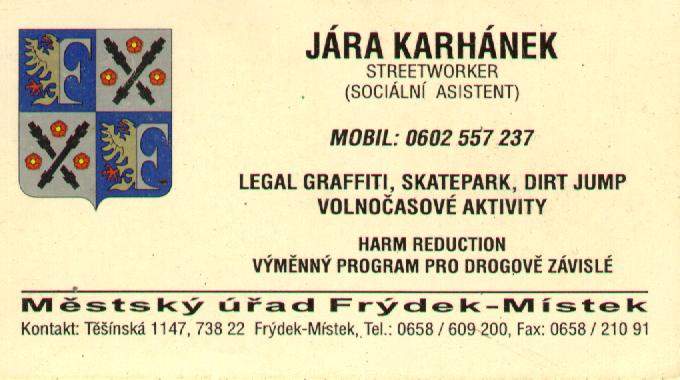 JÁRA KARHÁNEK
STREETWORKER
(SOCIÁLNÍ ASISTENT)
MOBIL: 0602 557 237
LEGAL GRAFFITI, SKATEPARK, DIRT JUMP
VOLNOČASOVÉ AKTIVITY
HARM REDUCTION
VÝMĚNNÝ PROGRAM PRO DROGOVĚ ZÁVISLÉ
Městský úřad Frýdek-Místek
Kontakt: Těšínská 1147, 738 22 Frýdek-Místek, Tel.: 0658 / 609 200, Fax: 0658 / 210 91